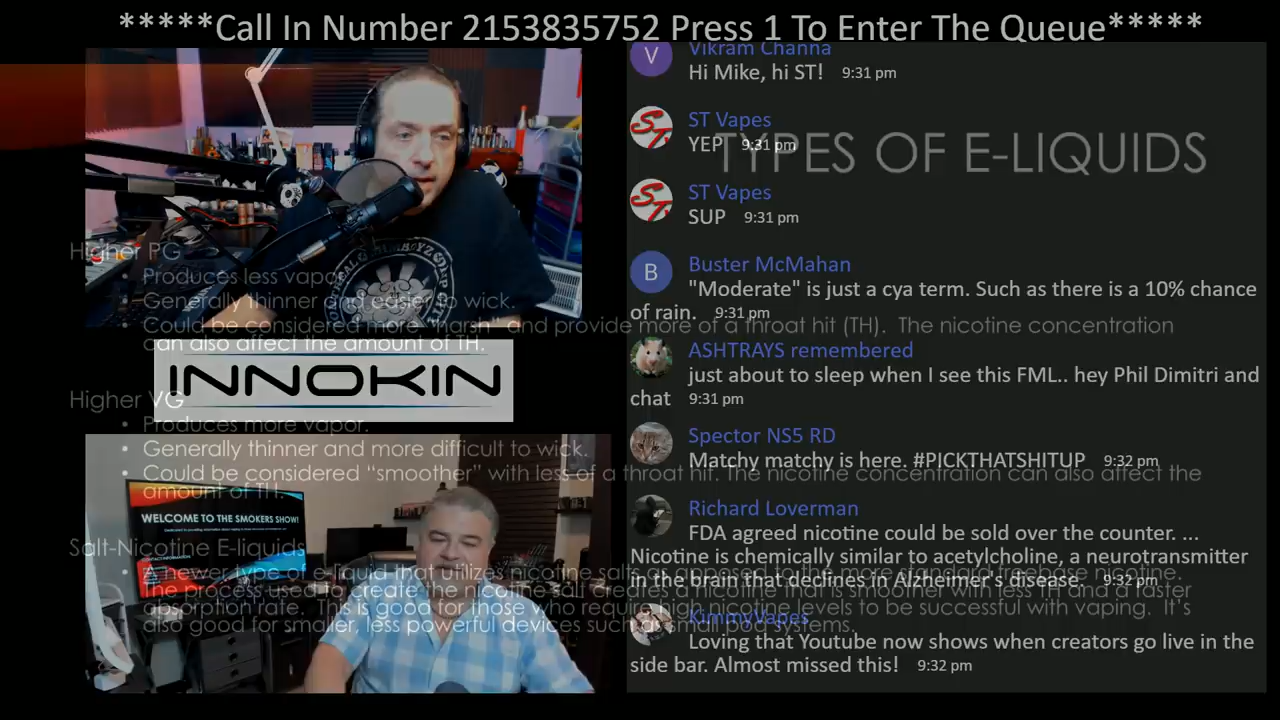 *****Call In Number 2153835752 Press 1 To Enter The Queue*****
Vikram Channa
Hi Mike, hi ST! 9:31 pm
ST Vapes
YEP 9:31 pm
TYPES OF E-LIQUIDS
ST Vapes
SUP 9:31 pm
Buster McMahan
"Moderate" is just a cya term. Such as there is a 10% chance
of rain. 9:31 pm
ASHTRAYS remembered
just about to sleep when I see this FML.. hey Phil Dimitri and
chat 9:31 pm
Spector NS5 RD
Matchy matchy is here. #PICKTHATSHITUP 9:32 pm
Richard Loverman
FDA agreed nicotine could be sold over the counter. ...
Nicotine is chemically similar to acetylcholine, a neurotransmitter
in the brain that declines in Alzheimer's disease. 9:32 pm
KimmyVapes
Loving that Youtube now shows when creators go live in the
side bar. Almost missed this! 9:32 pm
Higher PG
• Produces less vapor.
• Generally thinner and easier to wick.
• Could be considered more "harsh" and provide more of a throat hit (TH). The nicotine concentration
can also affect the amount of TH.
INNOKIN
Higher VG
• Produces more vapor.
• Generally thinner and more difficult to wick.
• Could be considered "smoother" with less of a throat hit. The nicotine concentration can also affect the
amount of TH.
WELCOME TO THE SMOKERS SHOW!
Salt-Nicotine E-liquids
• A newer type of e-liquid that utilizes nicotine salts as opposed to the more standard freebase nicotine.
The process used to create the nicotine salt creates a nicotine that is smoother with less TH and a faster
absorption rate. This is good for those who require high nicotine levels to be successful with vaping. It's
also good for smaller, less powerful devices such as small pod systems.